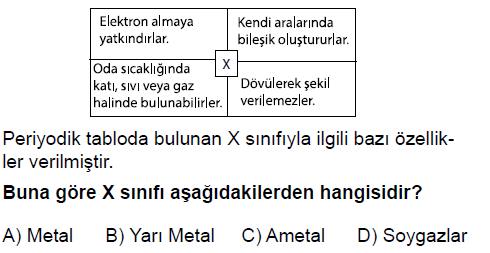 Elektron almaya
yatkındırlar.
Kendi aralarında
bileşik oluştururlar.
X
Oda sıcaklığında
katı, sıvı veya gaz
halinde bulunabilirler.
Dövülerek şekil
verilemezler.
Periyodik tabloda bulunan X sınıfıyla ilgili bazı özellik-
ler verilmiştir.
Buna göre X sınıfı aşağıdakilerden hangisidir?
A) Metal B) Yarı Metal C) Ametal D) Soygazlar